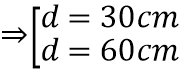 ⇒[d = 30cm
d = 60cm